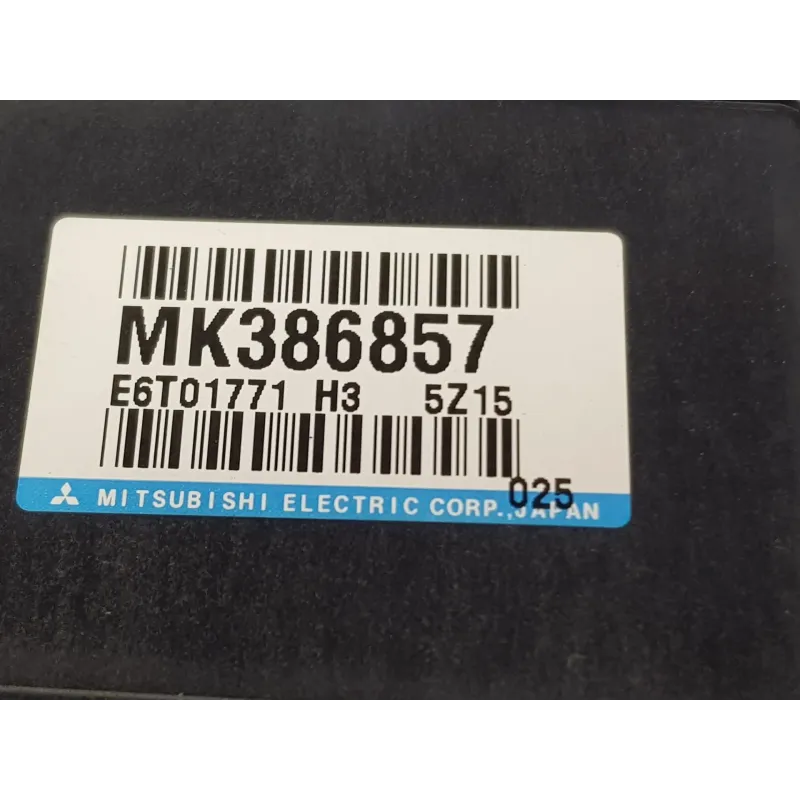 MK386857
E6T01771 H3 5Z15
025
MITSUBISHI ELECTRIC CORP.,JAPAN